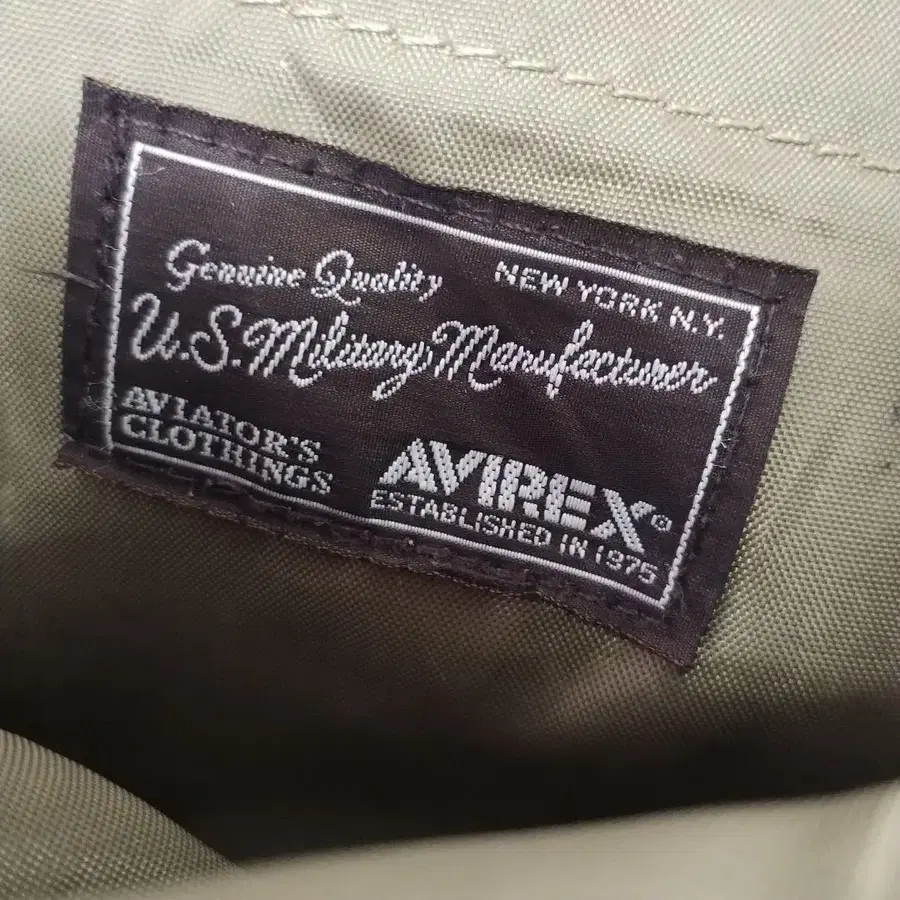 Genuine Quality NEW YORK N.Y.
U.S. Military Manufacturer
AVIATOR'S
CLOTHINGS
AVIREX®
ESTABLISHED IN 1975